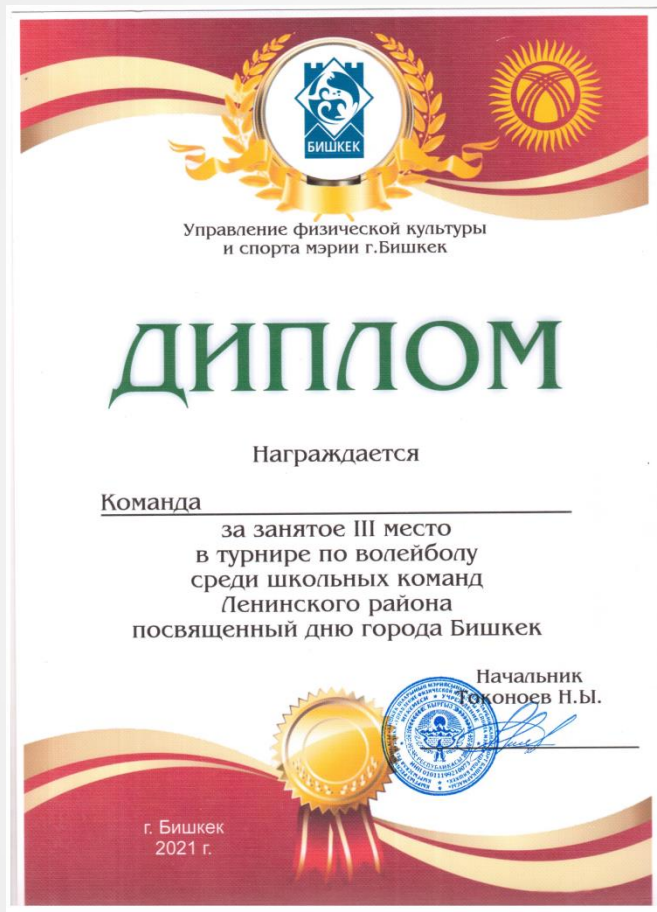 БИШКЕК
Управление физической культуры
и спорта мэрии г.Бишкек
ДИПЛОМ
Награждается
Команда
за занятое III место
в турнире по волейболу
среди школьных команд
Ленинского района
посвященный дню города Бишкек
Начальник
Токоноев Н.Ы.
г. Бишкек
2021 г.